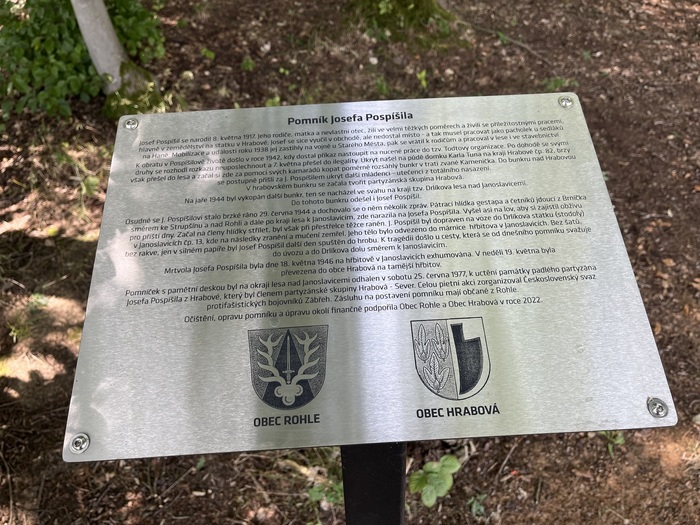 Pomník Josefa Pospíšila
Josef Pospíšil se narodil 8. května 1917. Jeho rodiče, matka a nevlastní otec, žili ve velmi těžkých poměrech a živili se příležitostnými pracemi,
hlavně v zemědělství na statku v Hrabové. Josef se sice vyučil v obchodě, ale nedostal místo - a tak musel pracovat jako pacholek u sedláků
na Hané. Mobilizace a události roku 1938 jej zastihly na vojně u Starého Města, pak se vrátil k rodičům a pracoval v lese i ve stavebnictví.
K obratu v Pospíšilově životě došlo v roce 1942, kdy dostal příkaz nastoupit na nucené práce do tzv. Todtovy organizace. Po dohodě se svými
druhy se rozhodl rozkazu neuposlechnout a 7. května přešel do ilegality. Ukryt našel na půdě domku Karla Tuna na kraji Hrabové čp. 82, brzy
však přešel do lesa a začal si zde za pomoci svých kamarádů kopat poměrně rozsáhlý bunkr v trati zvané Kamenička. Do bunkru nad Hrabovou
se postupně přišli za J. Pospíšilem ukrýt další mládenci - utečenci z totálního nasazení.
V hrabovském bunkru se začala tvořit partyzánská skupina Hrabová.
Na jaře 1944 byl vykopán další bunkr, ten se nacházel ve svahu na kraji tzv. Drlíkova lesa nad Janoslavicemi.
Do tohoto bunkru odešel i Josef Pospíšil.
Osudné se J. Pospíšilovi stalo brzké ráno 29. června 1944 a dochovalo se o něm několik zpráv. Pátrací hlídka gestapa a četníků jdoucí z Brníčka
směrem ke Strupšínu a nad Rohli a dále po kraji lesa k Janoslavicím, zde narazila na Josefa Pospíšila. Vyšel asi na lov, aby si zajistil obživu
pro příští dny. Začal na členy hlídky střílet, byl však při přestřelce těžce raněn. J. Pospíšil byl dopraven na voze do Drlíkova statku (stodoly)
v Janoslavicích čp. 13, kde na následky zranění a mučení zemřel. Jeho tělo bylo odvezeno do márnice hřbitova v Janoslavicích. Bez šatů,
bez rakve, jen v silném papíře byl Josef Pospíšil další den spuštěn do hrobu. K tragédii došlo u cesty, která se od dnešního pomníku svažuje
do úvozu a do Drlíkova dolu směrem k Janoslavicím.
Mrtvola Josefa Pospíšila byla dne 18. května 1946 na hřbitově v Janoslavicích exhumována. V neděli 19. května byla
převezena do obce Hrabová na tamější hřbitov.
Pomníček s pamětní deskou byl na okraji lesa nad Janoslavicemi odhalen v sobotu 25. června 1977, k uctění památky padlého partyzána
Josefa Pospíšila z Hrabové, který byl členem partyzánské skupiny Hrabová - Sever. Celou pietní akci zorganizoval Československý svaz
protifašistických bojovníků Zábřeh. Zásluhu na postavení pomníku mají občané z Rohle.
Očištění, opravu pomníku a úpravu okolí finančně podpořila Obec Rohle a Obec Hrabová v roce 2022.
OBEC ROHLE
OBEC HRABOVÁ